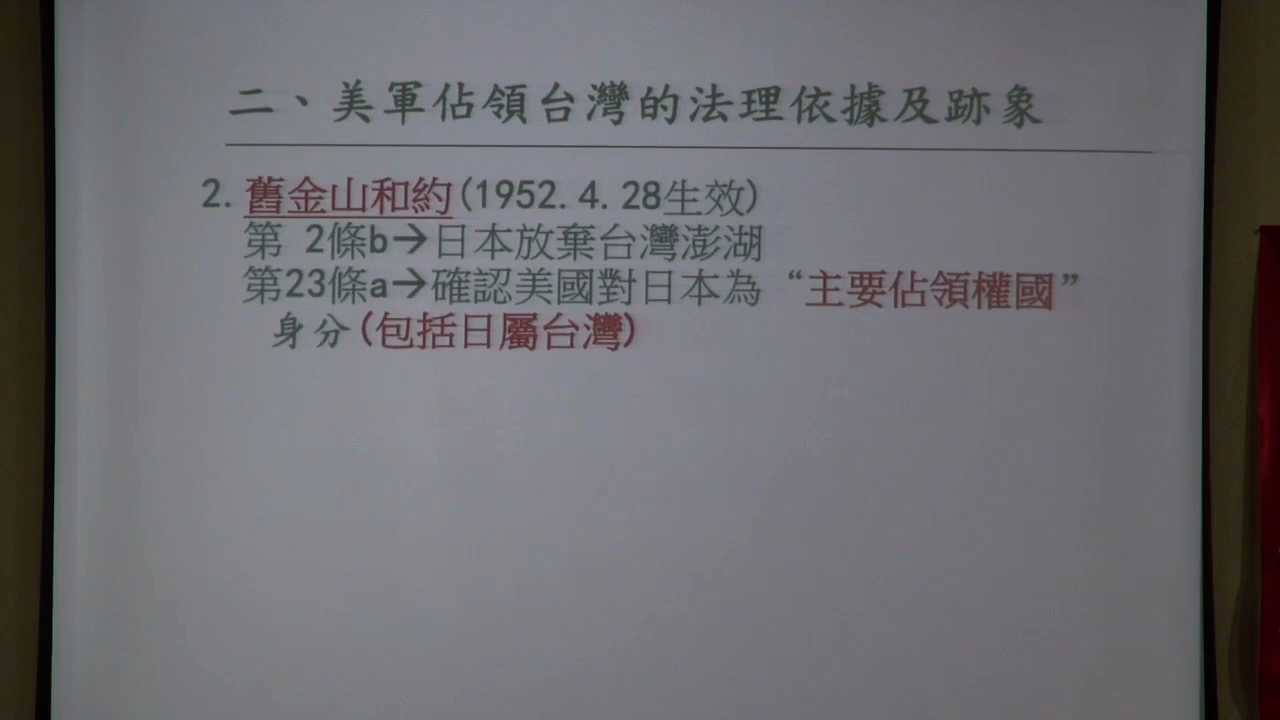 二、美軍佔領台灣的法理依據及跡象
2. 舊金山和約(1952.4.28生效)
第 2條b→日本放棄台灣澎湖
第23條a→確認美國對日本為“主要佔領權國”
身分(包括日屬台灣)